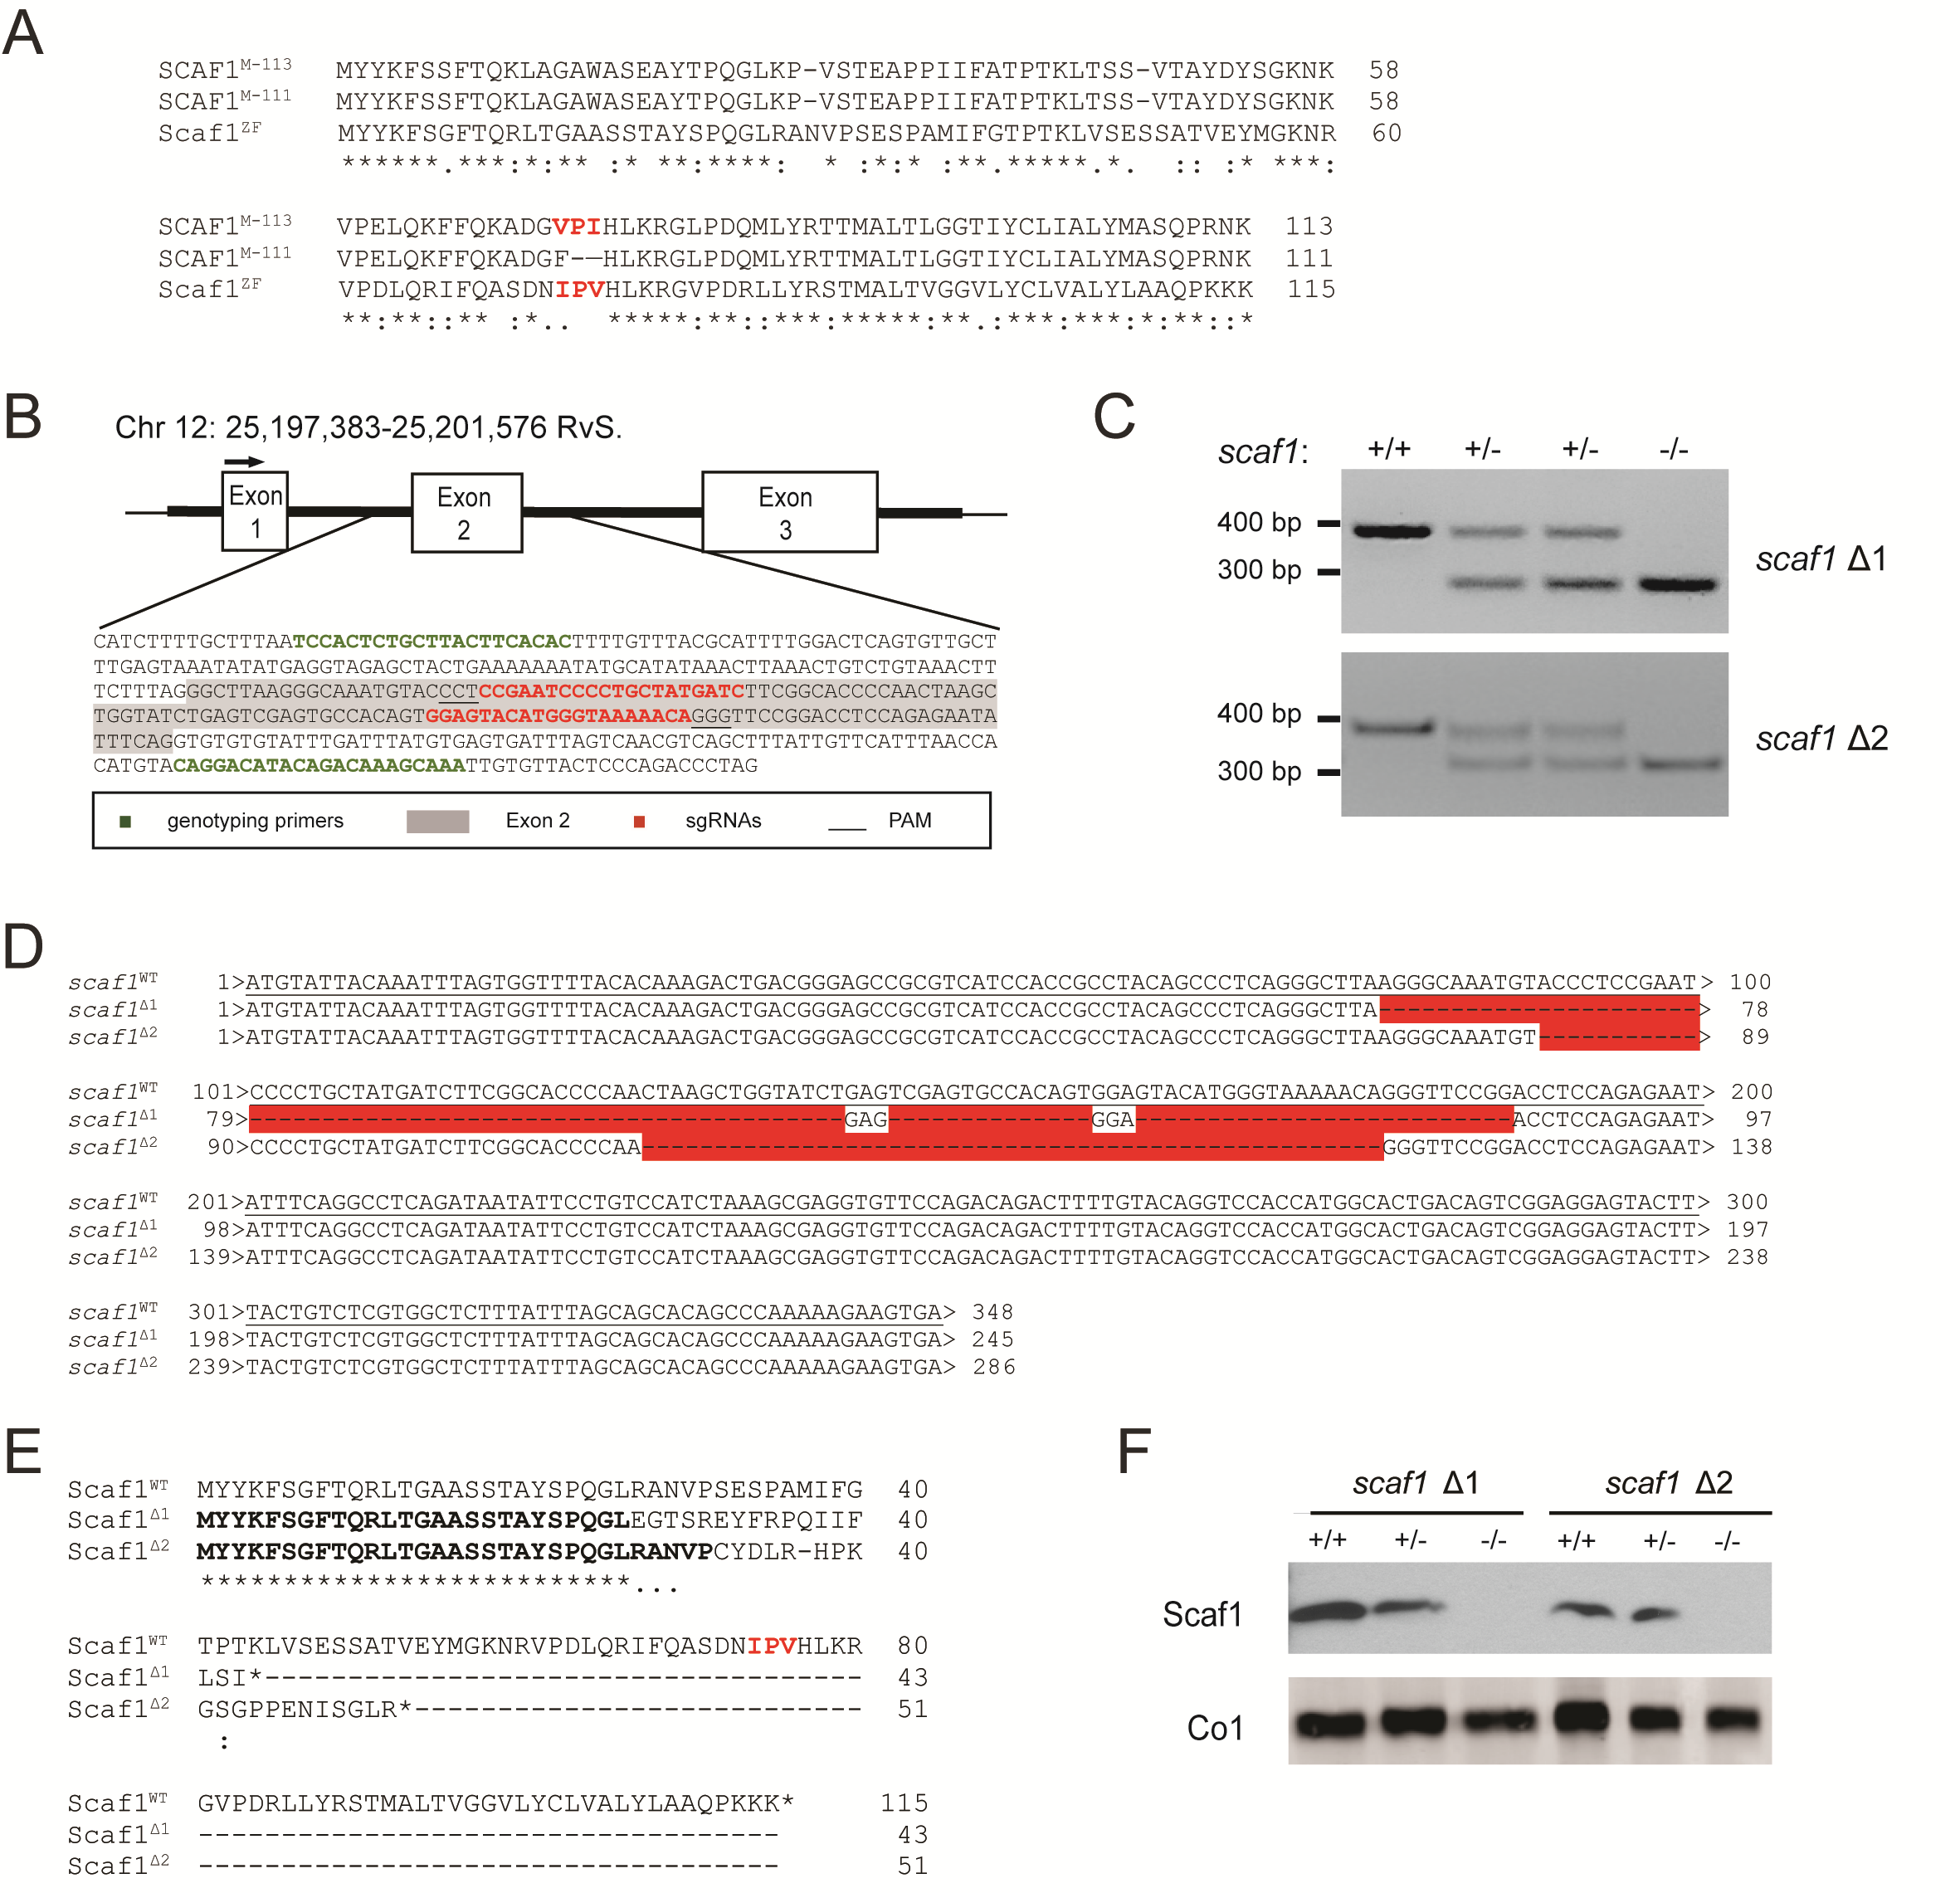 A
SCAF1M-113 MYYKFSSFTQKLAGAWASEAYTPQGLKP-VSTEAPPIIFATPTKLTSS-VTAYDYSGKNK 58
SCAF1M-111 MYYKFSSFTQKLAGAWASEAYTPQGLKP-VSTEAPPIIFATPTKLTSS-VTAYDYSGKNK 58
Scaf1ZF MYYKFSGFTQRLTGAASSTAYSPQGLRANVPSESPAMIFGTPTKLVSESSATVEYMGKNR 60
******.***:*:** :* **:****: * :*:* :**.*****.*. :: :* ***:
SCAF1M-113 VPELQKFFQKADGVPIHLKRGLPDQMLYRTTMALTLGGTIYCLIALYMASQPRNK 113
SCAF1M-111 VPELQKFFQKADGF--HLKRGLPDQMLYRTTMALTLGGTIYCLIALYMASQPRNK 111
Scaf1ZF VPDLQRIFQASDNIPVHLKRGVPDRLLYRSTMALTVGGVLYCLVALYLAAQPKKK 115
**:**::** :*.. *****:**::***:*****:**.:***:***:*:**::*
B
Chr 12: 25,197,383-25,201,576 RvS.
Exon 1
Exon 2
Exon 3
CATCTTTTGCTTTAATCCACTCTGCTTACTTCACACTTTTGTTTACGCATTTTGGACTCAGTGTTGCT
TTGAGTAAATATATGAGGTAGAGCTACTGAAAAAAATATGCATATAAACTTAAACTGTCTGTAAACTT
TCTTTAGGGCTTAAGGGCAAATGTACCCTCCGAATCCCCTGCTATGATCTTCGGCACCCCAACTAAGC
TGGTATCTGAGTCGAGTGCCACAGTGGAGTACATGGGTAAAAACAGGGTTCCGGACCTCCAGAGAATA
TTTCAGGTGTGTGTATTTGATTTATGTGAGTGATTTAGTCAACGTCAGCTTTATTGTTCATTTAACCA
CATGTACAGGACATACAGACAAAGCAAATTGTGTTACTCCCAGACCCTAG
genotyping primers Exon 2 sgRNAs PAM
C
scaf1: +/+ +/- +/- -/-
400 bp
300 bp
scaf1 Δ1
400 bp
300 bp
scaf1 Δ2
D
scaf1WT 1>ATGTATTACAAATTTAGTGGTTTTACACAAAGACTGACGGGAGCCGCGTCATCCACCGCCTACAGCCCTCAGGGCTTAAGGGCAAATGTACCCTCCGAAT> 100
scaf1Δ1 1>ATGTATTACAAATTTAGTGGTTTTACACAAAGACTGACGGGAGCCGCGTCATCCACCGCCTACAGCCCTCAGGGCTTA----------------------> 78
scaf1Δ2 1>ATGTATTACAAATTTAGTGGTTTTACACAAAGACTGACGGGAGCCGCGTCATCCACCGCCTACAGCCCTCAGGGCTTAAGGGCAAATGT-----------> 89
scaf1WT 101>CCCCTGCTATGATCTTCGGCACCCCAACTAAGCTGGTATCTGAGTCGAGTGCCACAGTGGAGTACATGGGTAAAAACAGGGTTCCGGACCTCCAGAGAAT> 200
scaf1Δ1 79>-----------------------------------------GAG--------------GGA--------------------------ACCTCCAGAGAAT> 97
scaf1Δ2 90>CCCCTGCTATGATCTTCGGCACCCCAA---------------------------------------------------GGGTTCCGGACCTCCAGAGAAT> 138
scaf1WT 201>ATTTCAGGCCTCAGATAATATTCCTGTCCATCTAAAGCGAGGTGTTCCAGACAGACTTTTGTACAGGTCCACCATGGCACTGACAGTCGGAGGAGTACTT> 300
scaf1Δ1 98>ATTTCAGGCCTCAGATAATATTCCTGTCCATCTAAAGCGAGGTGTTCCAGACAGACTTTTGTACAGGTCCACCATGGCACTGACAGTCGGAGGAGTACTT> 197
scaf1Δ2 139>ATTTCAGGCCTCAGATAATATTCCTGTCCATCTAAAGCGAGGTGTTCCAGACAGACTTTTGTACAGGTCCACCATGGCACTGACAGTCGGAGGAGTACTT> 238
scaf1WT 301>TACTGTCTCGTGGCTCTTTATTTAGCAGCACAGCCCAAAAAGAAGTGA> 348
scaf1Δ1 198>TACTGTCTCGTGGCTCTTTATTTAGCAGCACAGCCCAAAAAGAAGTGA> 245
scaf1Δ2 239>TACTGTCTCGTGGCTCTTTATTTAGCAGCACAGCCCAAAAAGAAGTGA> 286
E
Scaf1WT MYYKFSGFTQRLTGAASSTAYSPQGLRANVPSESPAMIFG 40
Scaf1Δ1 MYYKFSGFTQRLTGAASSTAYSPQGLEGTSREYFRPQIIF 40
Scaf1Δ2 MYYKFSGFTQRLTGAASSTAYSPQGLRANVPCYDLR-HPK 40
**************************...
Scaf1WT TPTKLVSESSATVEYMGKNRVPDLQRIFQASDNIPVHLKR 80
Scaf1Δ1 LSI*------------------------------------ 43
Scaf1Δ2 GSGPPENISGLR*--------------------------- 51
:
Scaf1WT GVPDRLLYRSTMALTVGGVLYCLVALYLAAQPKKK* 115
Scaf1Δ1 ----------------------------------- 43
Scaf1Δ2 ----------------------------------- 51
F
scaf1 Δ1 scaf1 Δ2
+/+ +/- -/- +/+ +/- -/-
Scaf1
Co1